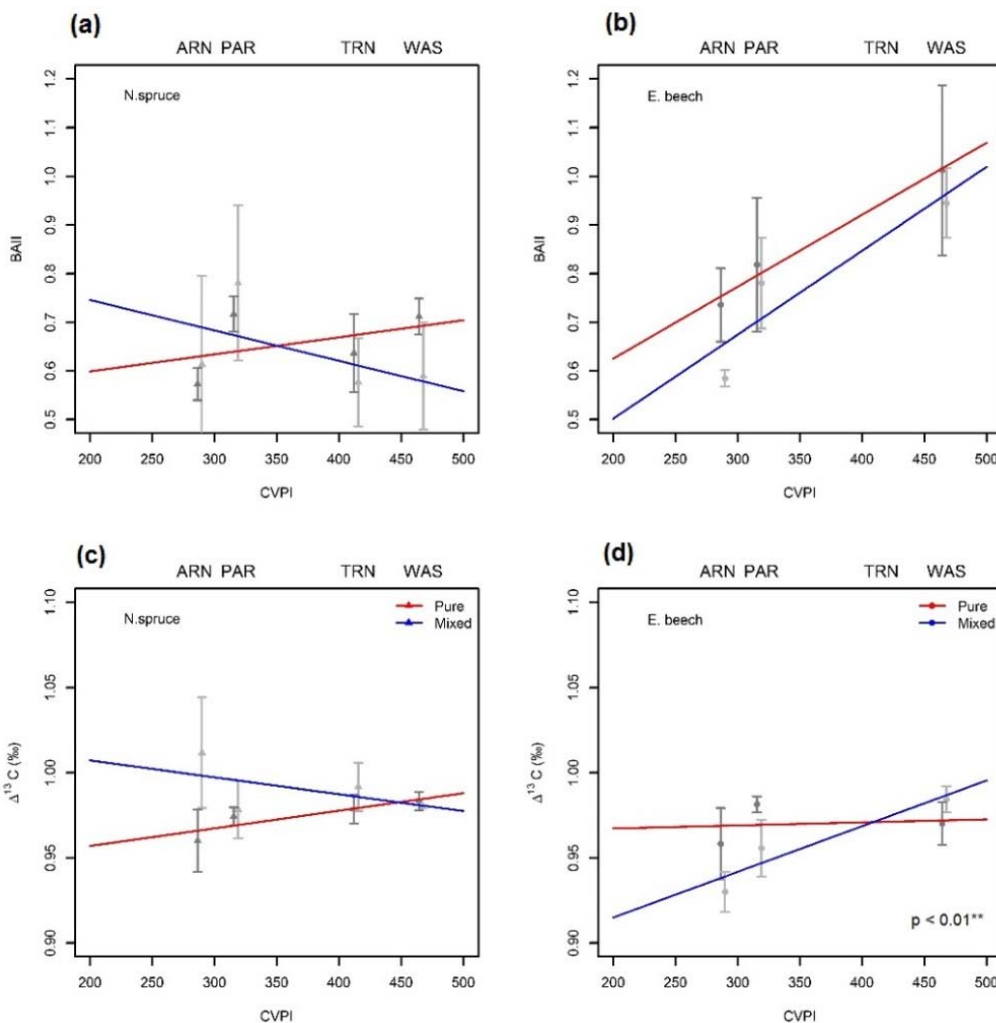 (a)
ARN PAR TRN WAS
N.spruce
BAII
1.2
1.1
1.0
0.9
0.8
0.7
0.6
0.5
200 250 300 350 400 450 500
CVPI
(b)
ARN PAR TRN WAS
E. beech
BAII
1.2
1.1
1.0
0.9
0.8
0.7
0.6
0.5
200 250 300 350 400 450 500
CVPI
(c)
ARN PAR TRN WAS
N.spruce
Pure
Mixed
Δ¹³ C (‰)
1.10
1.05
1.00
0.95
0.90
200 250 300 350 400 450 500
CVPI
(d)
ARN PAR TRN WAS
E. beech
Pure
Mixed
Δ¹³ C (‰)
1.10
1.05
1.00
0.95
0.90
p < 0.01**
200 250 300 350 400 450 500
CVPI